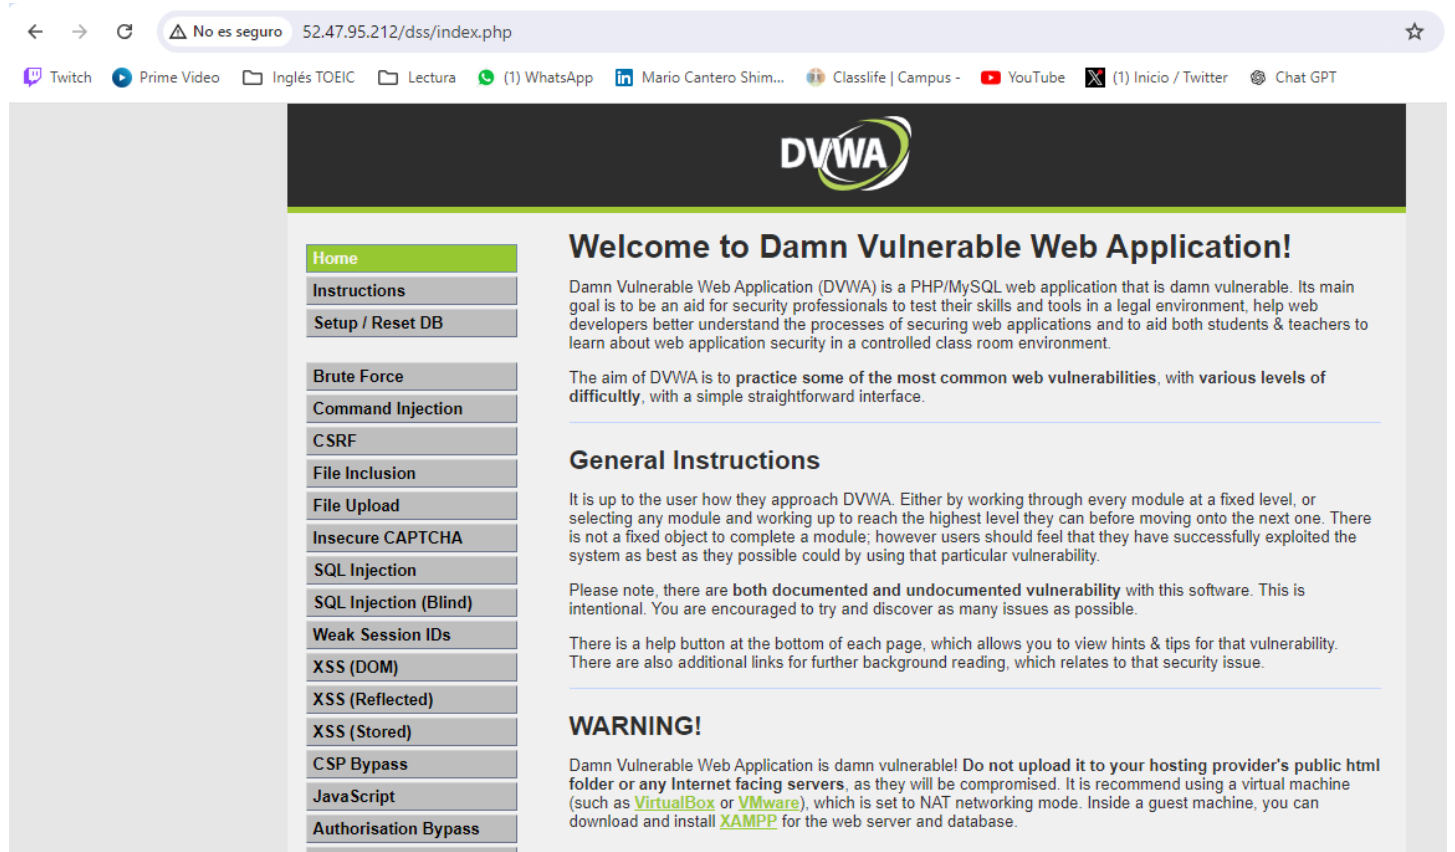 No es seguro 52.47.95.212/dss/index.php
Twitch Prime Video Inglés TOEIC Lectura (1) WhatsApp Mario Cantero Shim... Classlife | Campus - YouTube (1) Inicio / Twitter Chat GPT
DVWA
Home
Instructions
Setup / Reset DB
Brute Force
Command Injection
CSRF
File Inclusion
File Upload
Insecure CAPTCHA
SQL Injection
SQL Injection (Blind)
Weak Session IDs
XSS (DOM)
XSS (Reflected)
XSS (Stored)
CSP Bypass
JavaScript
Authorisation Bypass
Welcome to Damn Vulnerable Web Application!
Damn Vulnerable Web Application (DVWA) is a PHP/MySQL web application that is damn vulnerable. Its main
goal is to be an aid for security professionals to test their skills and tools in a legal environment, help web
developers better understand the processes of securing web applications and to aid both students & teachers to
learn about web application security in a controlled class room environment.
The aim of DVWA is to practice some of the most common web vulnerabilities, with various levels of
difficultly, with a simple straightforward interface.
General Instructions
It is up to the user how they approach DVWA. Either by working through every module at a fixed level, or
selecting any module and working up to reach the highest level they can before moving onto the next one. There
is not a fixed object to complete a module; however users should feel that they have successfully exploited the
system as best as they possible could by using that particular vulnerability.
Please note, there are both documented and undocumented vulnerability with this software. This is
intentional. You are encouraged to try and discover as many issues as possible.
There is a help button at the bottom of each page, which allows you to view hints & tips for that vulnerability.
There are also additional links for further background reading, which relates to that security issue.
WARNING!
Damn Vulnerable Web Application is damn vulnerable! Do not upload it to your hosting provider's public html
folder or any Internet facing servers, as they will be compromised. It is recommend using a virtual machine
(such as VirtualBox or VMware), which is set to NAT networking mode. Inside a guest machine, you can
download and install XAMPP for the web server and database.